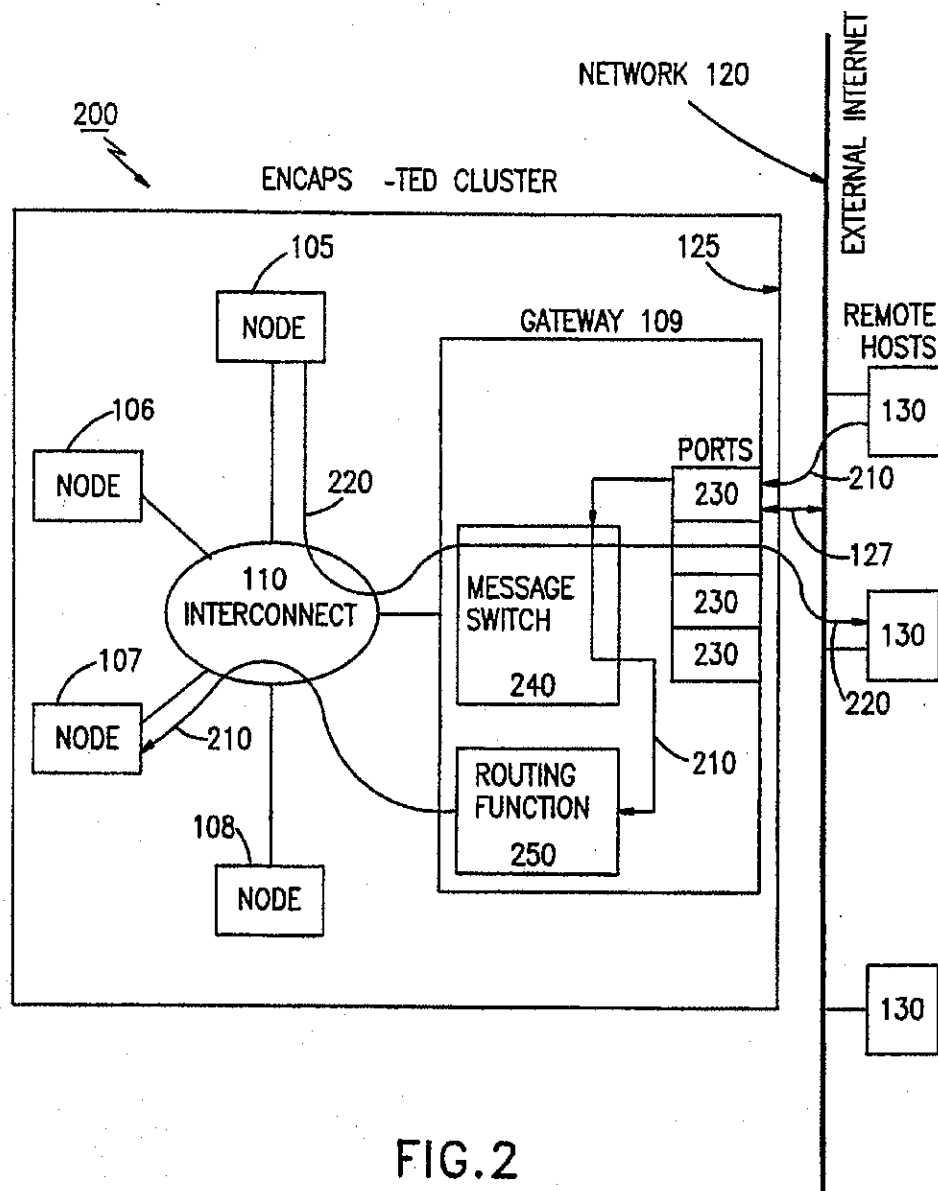 NETWORK 120
EXTERNAL INTERNET
200
ENCAPS -TED CLUSTER
105
NODE
125
GATEWAY 109
REMOTE
HOSTS
130
106
NODE
220
PORTS
230
210
127
110
INTERCONNECT
MESSAGE
SWITCH
240
230
230
130
220
107
NODE
210
210
ROUTING
FUNCTION
250
108
NODE
130
FIG.2